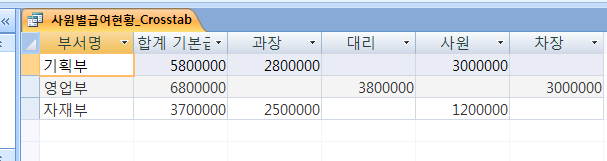 사원별급여현황_Crosstab
부서명 합계 기본급 과장 대리 사원 차장
기획부 5800000 2800000 3000000
영업부 6800000 3800000 3000000
자재부 3700000 2500000 1200000